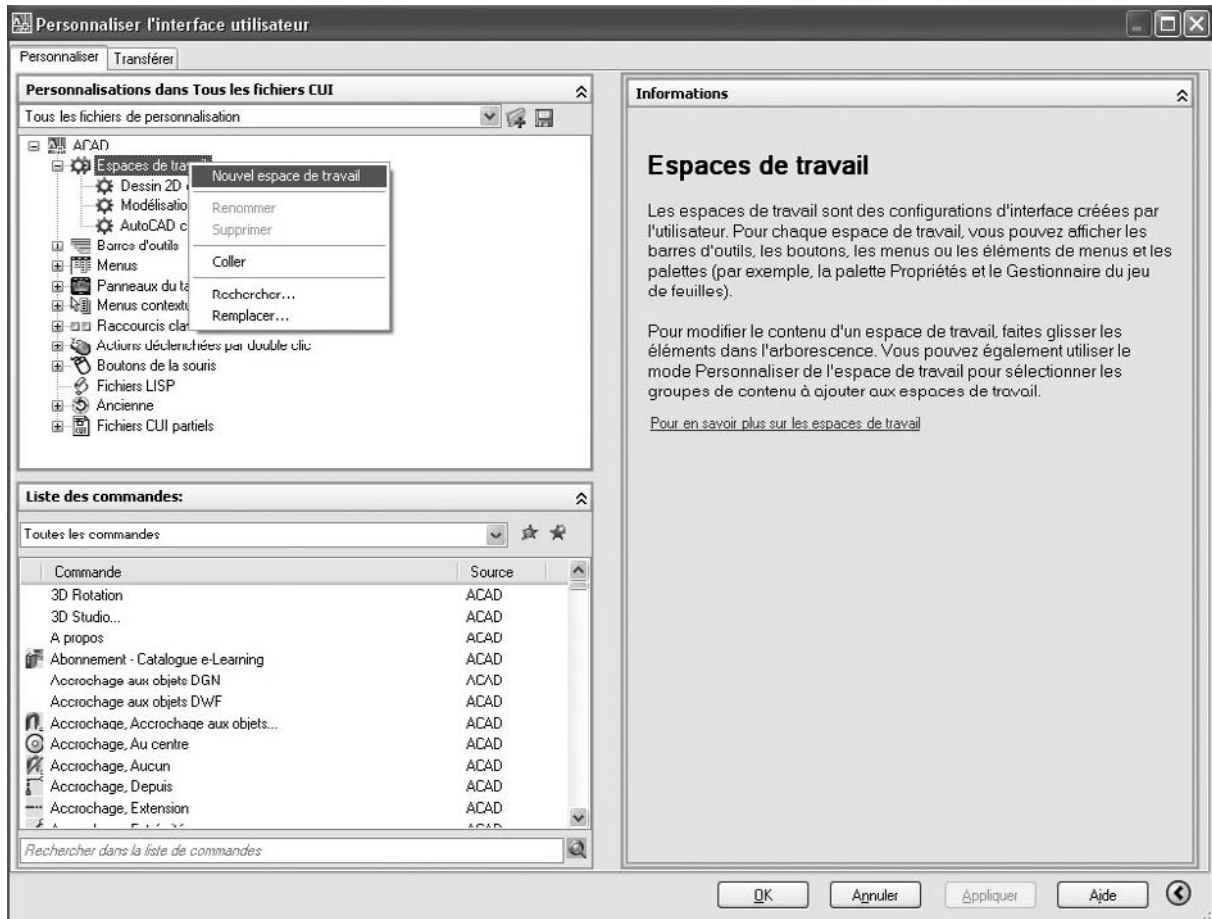 Personnaliser l'interface utilisateur
Personnaliser
Transférer
Personnalisations dans Tous les fichiers CUI
Tous les fichiers de personnalisation
ACAD
Espaces de tra
Dessin 2D
Modélisatio
AutoCAD c
Barres d'outils
Menus
Panneaux du ta
Menus contextu
Raccourcis cla
Actions déclenchées par double clic
Boutons de la souris
Fichiers LISP
Ancienne
Fichiers CUI partiels
Nouvel espace de travail
Renommer
Supprimer
Coller
Rechercher...
Remplacer...
Liste des commandes:
Toutes les commandes
Commande Source
3D Rotation ACAD
3D Studio... ACAD
A propos ACAD
Abonnement - Catalogue e-Learning ACAD
Accrochage aux objets DGN ACAD
Accrochage aux objets DWF ACAD
Accrochage, Accrochage aux objets... ACAD
Accrochage, Au centre ACAD
Accrochage, Aucun ACAD
Accrochage, Depuis ACAD
Accrochage, Extension ACAD
Rechercher dans la liste de commandes
Informations
Espaces de travail
Les espaces de travail sont des configurations d'interface créées par
l'utilisateur. Pour chaque espace de travail, vous pouvez afficher les
barres d'outils, les boutons, les menus ou les éléments de menus et les
palettes (par exemple, la palette Propriétés et le Gestionnaire du jeu
de feuilles).
Pour modifier le contenu d'un espace de travail, faites glisser les
éléments dans l'arborescence. Vous pouvez également utiliser le
mode Personnaliser de l'espace de travail pour sélectionner les
groupes de contenu à ajouter aux espaces de travail.
Pour en savoir plus sur les espaces de travail
OK
Annuler
Appliquer
Aide